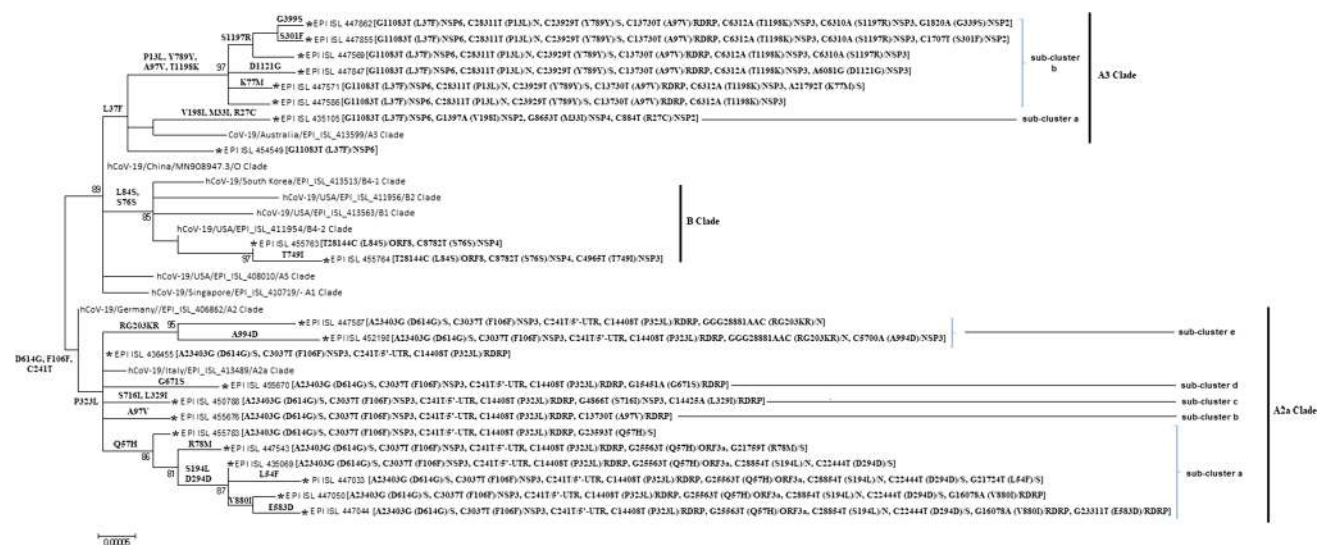 G399S
★EPI ISL 447862 [G11083T (L37F)/NSP6, C28311T (P13L)/N, C23929T (Y789Y)/S, C13730T (A97V)/RDRP, C6312A (T1198K)/NSP3, C6310A (S1197R)/NSP3, G1820A (G339S)/NSP2]
S1197R
S301F
★EPI ISL 447855 [G11083T (L37F)/NSP6, C28311T (P13L)/N, C23929T (Y789Y)/S, C13730T (A97V)/RDRP, C6312A (T1198K)/NSP3, C6310A (S1197R)/NSP3, C1707T (S301F)/NSP2]
P13L, Y789Y,
A97V, T1198K
★EPI ISL 447569 [G11083T (L37F)/NSP6, C28311T (P13L)/N, C23929T (Y789Y)/S, C13730T (A97V)/RDRP, C6312A (T1198K)/NSP3, C6310A (S1197R)/NSP3]
sub-cluster
b
97
D1121G
★EPI ISL 447847 [G11083T (L37F)/NSP6, C28311T (P13L)/N, C23929T (Y789Y)/S, C13730T (A97V)/RDRP, C6312A (T1198K)/NSP3, A6081G (D1121G)/NSP3]
A3 Clade
K77M
★EPI ISL 447571 [G11083T (L37F)/NSP6, C28311T (P13L)/N, C23929T (Y789Y)/S, C13730T (A97V)/RDRP, C6312A (T1198K)/NSP3, A21792T (K77M)/S]
★EPI ISL 447586 [G11083T (L37F)/NSP6, C28311T (P13L)/N, C23929T (Y789Y)/S, C13730T (A97V)/RDRP, C6312A (T1198K)/NSP3]
L37F
V198I, M33I, R27C
★EPI ISL 435105 [G11083T (L37F)/NSP6, G1397A (V198I)/NSP2, G8653T (M33I)/NSP4, C884T (R27C)/NSP2]
sub-cluster a
CoV-19/Australia/EPI_ISL_413599/A3 Clade
★EPI ISL 454549 [G11083T (L37F)/NSP6]
hCoV-19/China/MN908947.3/O Clade
89
L84S,
S76S
hCoV-19/South Korea/EPI_ISL_413513/B4-1 Clade
hCoV-19/USA/EPI_ISL_411956/B2 Clade
85
hCoV-19/USA/EPI_ISL_413563/B1 Clade
B Clade
hCoV-19/USA/EPI_ISL_411954/B4-2 Clade
★EPI ISL 455763 [T28144C (L84S)/ORF8, C8782T (S76S)/NSP4]
97
T749I
★EPI ISL 455764 [T28144C (L84S)/ORF8, C8782T (S76S)/NSP4, C4965T (T749I)/NSP3]
hCoV-19/USA/EPI_ISL_408010/A5 Clade
hCoV-19/Singapore/EPI_ISL_410719/- A1 Clade
hCoV-19/Germany//EPI_ISL_406862/A2 Clade
RG203KR
95
★EPI ISL 447587 [A23403G (D614G)/S, C3037T (F106F)/NSP3, C241T/5'-UTR, C14408T (P323L)/RDRP, GGG28881AAC (RG203KR)/N]
A994D
★EPI ISL 452198 [A23403G (D614G)/S, C3037T (F106F)/NSP3, C241T/5'-UTR, C14408T (P323L)/RDRP, GGG28881AAC (RG203KR)/N, C5700A (A994D)/NSP3]
sub-cluster e
D614G, F106F,
C241T
★EPI ISL 436455 [A23403G (D614G)/S, C3037T (F106F)/NSP3, C241T/5'-UTR, C14408T (P323L)/RDRP]
hCoV-19/Italy/EPI_ISL_413489/A2a Clade
G671S
★EPI ISL 455670 [A23403G (D614G)/S, C3037T (F106F)/NSP3, C241T/5'-UTR, C14408T (P323L)/RDRP, G15451A (G671S)/RDRP]
sub-cluster d
P323L
S716I, L329I
★EPI ISL 450788 [A23403G (D614G)/S, C3037T (F106F)/NSP3, C241T/5'-UTR, C14408T (P323L)/RDRP, G4866T (S716I)/NSP3, C14425A (L329I)/RDRP]
sub-cluster c
A97V
★EPI ISL 455676 [A23403G (D614G)/S, C3037T (F106F)/NSP3, C241T/5'-UTR, C14408T (P323L)/RDRP, C13730T (A97V)/RDRP]
sub-cluster b
A2a Clade
★EPI ISL 455783 [A23403G (D614G)/S, C3037T (F106F)/NSP3, C241T/5'-UTR, C14408T (P323L)/RDRP, G23593T (Q57H)/S]
Q57H
86
R78M
★EPI ISL 447543 [A23403G (D614G)/S, C3037T (F106F)/NSP3, C241T/5'-UTR, C14408T (P323L)/RDRP, G25563T (Q57H)/ORF3a, G21759T (R78M)/S]
81
S194L
D294D
★EPI ISL 435069 [A23403G (D614G)/S, C3037T (F106F)/NSP3, C241T/5'-UTR, C14408T (P323L)/RDRP, G25563T (Q57H)/ORF3a, C28854T (S194L)/N, C22444T (D294D)/S]
sub-cluster a
L54F
★EPI ISL 447033 [A23403G (D614G)/S, C3037T (F106F)/NSP3, C241T/5'-UTR, C14408T (P323L)/RDRP, G25563T (Q57H)/ORF3a, C28854T (S194L)/N, C22444T (D294D)/S, G21724T (L54F)/S]
87
V880I
★EPI ISL 447050 [A23403G (D614G)/S, C3037T (F106F)/NSP3, C241T/5'-UTR, C14408T (P323L)/RDRP, G25563T (Q57H)/ORF3a, C28854T (S194L)/N, C22444T (D294D)/S, G16078A (V880I)/RDRP]
E583D
★EPI ISL 447044 [A23403G (D614G)/S, C3037T (F106F)/NSP3, C241T/5'-UTR, C14408T (P323L)/RDRP, G25563T (Q57H)/ORF3a, C28854T (S194L)/N, C22444T (D294D)/S, G16078A (V880I)/RDRP, G23311T (E583D)/RDRP]
0.00005